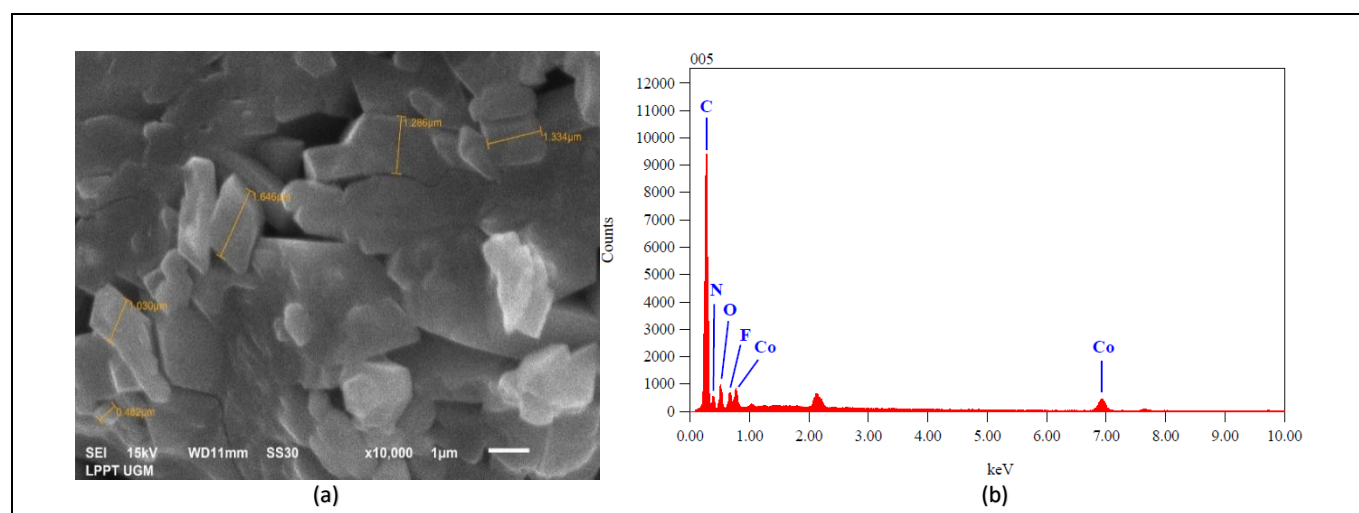 1.286µm
1.334µm
1.646µm
1.030µm
0.482µm
SEI 15kV WD11mm SS30 x10,000 1µm
LPPT UGM
(a)
005
12000
11000
10000
9000
8000
7000
6000
5000
4000
3000
2000
1000
0
Counts
C
N
O
F
Co
Co
0.00 1.00 2.00 3.00 4.00 5.00 6.00 7.00 8.00 9.00 10.00
keV
(b)